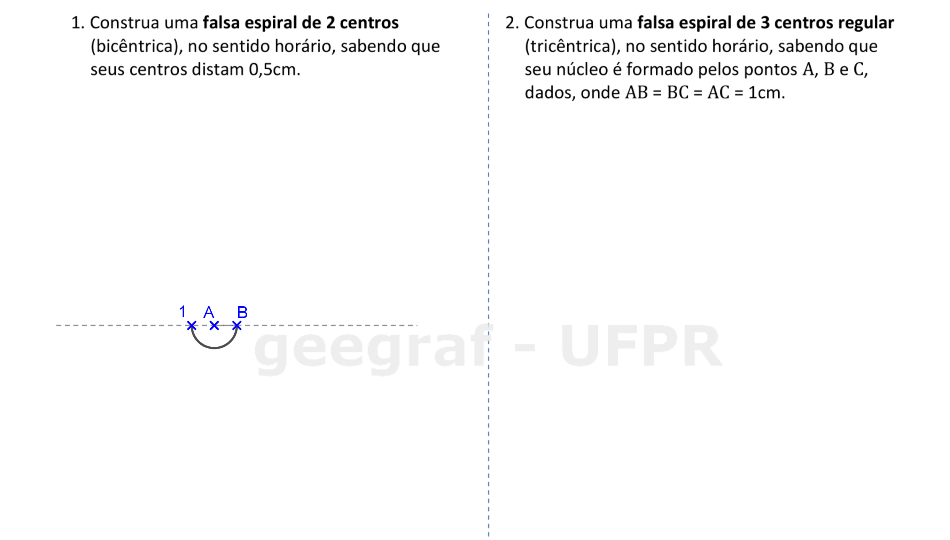 1. Construa uma falsa espiral de 2 centros
(bicêntrica), no sentido horário, sabendo que
seus centros distam 0,5cm.
2. Construa uma falsa espiral de 3 centros regular
(tricêntrica), no sentido horário, sabendo que
seu núcleo é formado pelos pontos A, B e C,
dados, onde AB = BC = AC = 1cm.
1 A B
geegraf - UFPR